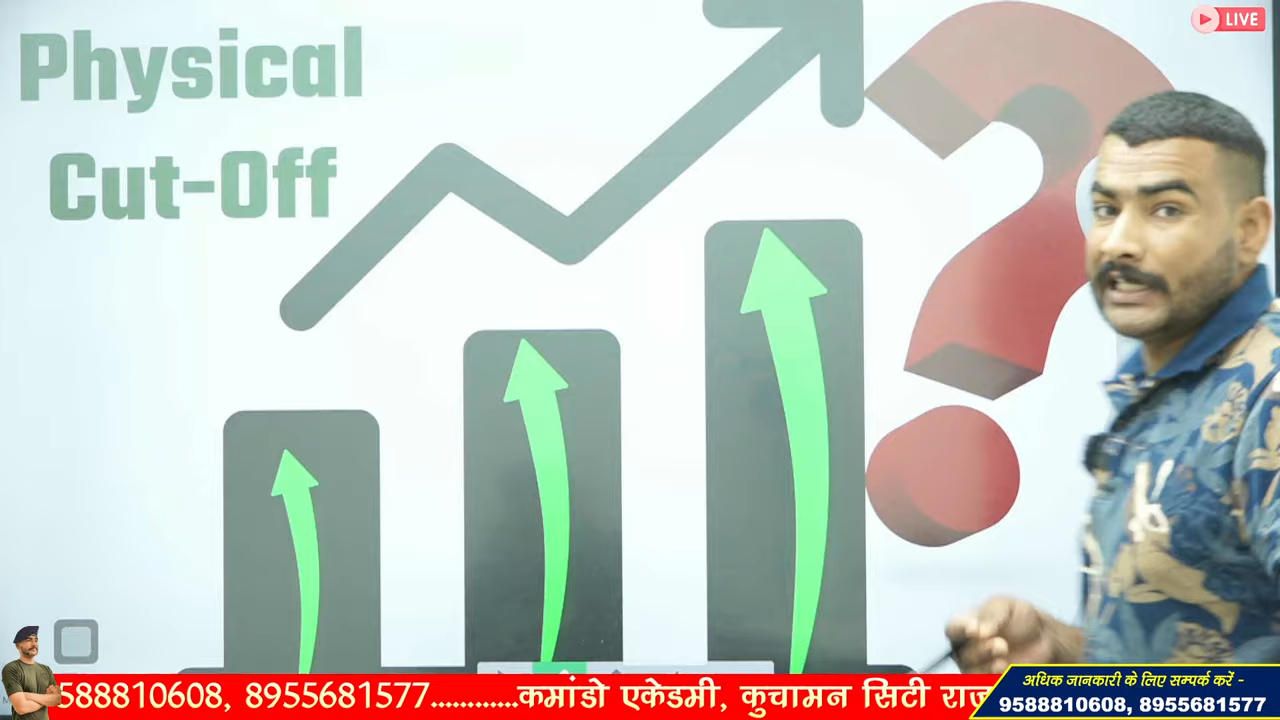 Physical
Cut-Off
LIVE
588810608, 8955681577............कमांडो एकेडमी, कुचामन सिटी
अधिक जानकारी के लिए सम्पर्क करें -
9588810608, 8955681577